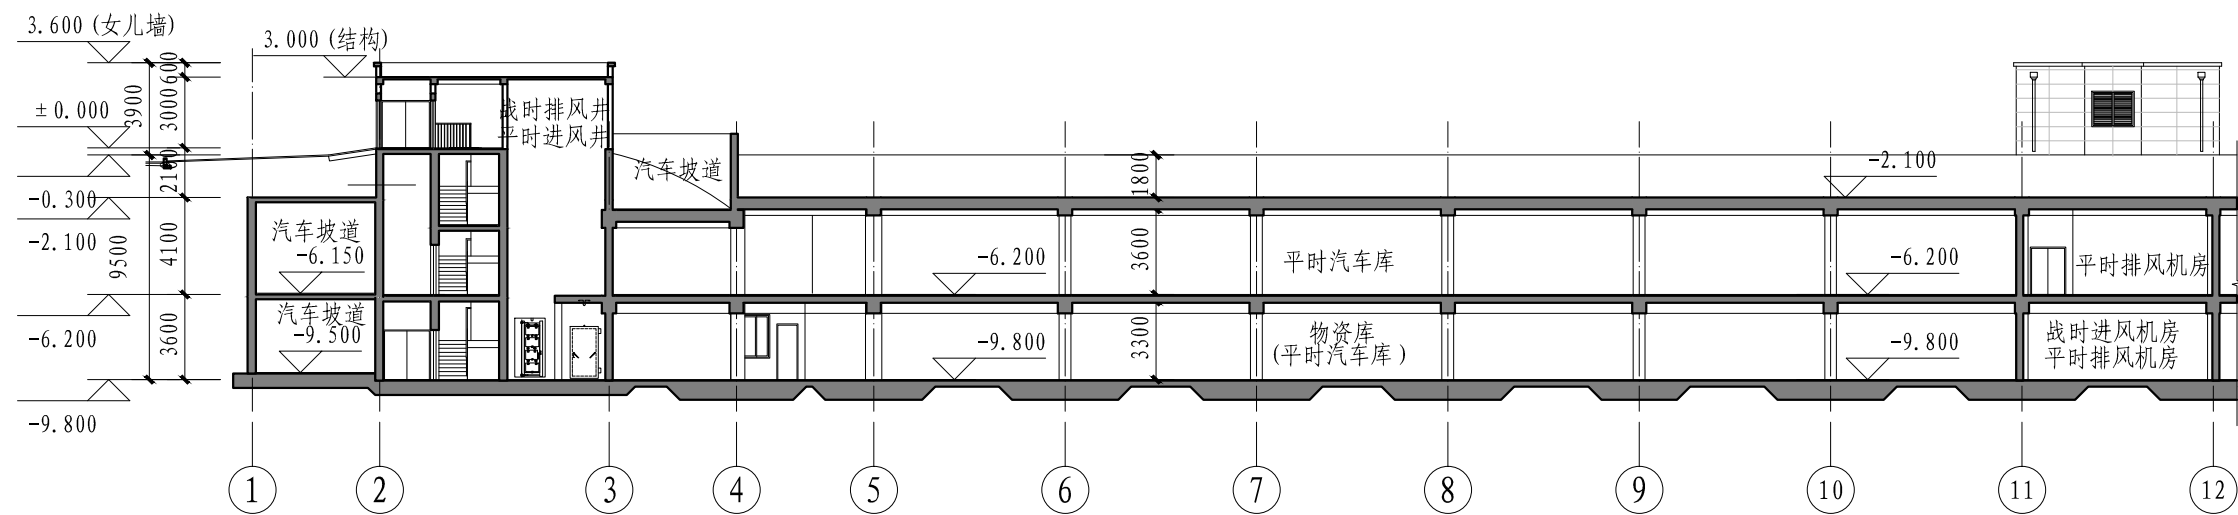 3.600 (女儿墙)
3.000 (结构)
600
3900
3000
±0.000
战时排风井
平时进风井
2100
汽车坡道
1800
-2.100
-0.300
-2.100
9500
4100
汽车坡道
-6.150
-6.200
3600
平时汽车库
-6.200
平时排风机房
汽车坡道
-9.500
-6.200
3600
-9.800
3300
物资库
(平时汽车库)
-9.800
战时进风机房
平时排风机房
-9.800
1
2
3
4
5
6
7
8
9
10
11
12